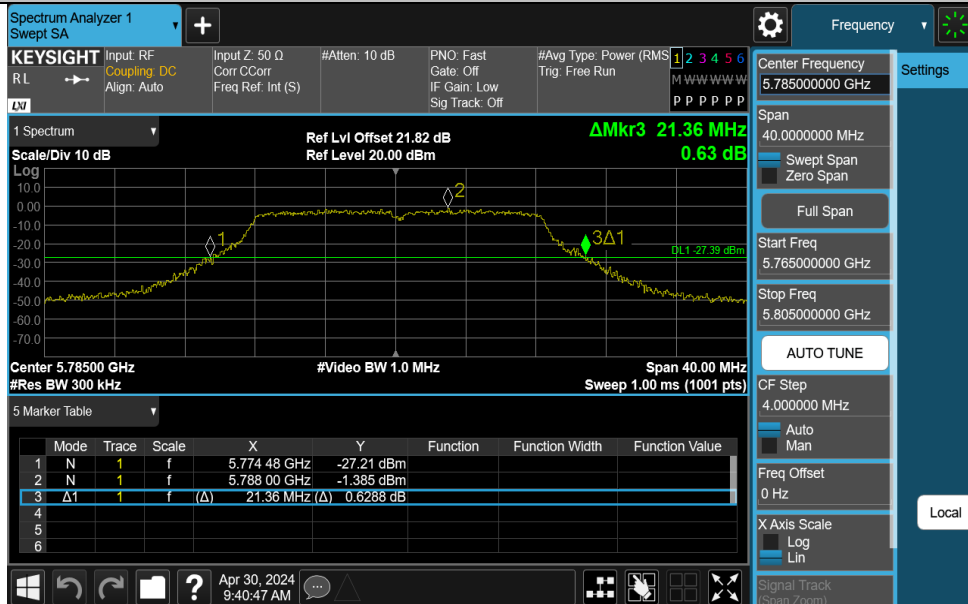 Spectrum Analyzer 1
Swept SA
+
Frequency
KEYSIGHT
RL
LXI
Input: RF
Coupling: DC
Align: Auto
Input Z: 50 Ω
Corr CCorr
Freq Ref: Int (S)
#Atten: 10 dB
PNO: Fast
Gate: Off
IF Gain: Low
Sig Track: Off
#Avg Type: Power (RMS
Trig: Free Run
1 2 3 4 5 6
M W W W W W
P P P P P P
1 Spectrum
Scale/Div 10 dB
Ref Lvl Offset 21.82 dB
Ref Level 20.00 dBm
ΔMkr3 21.36 MHz
0.63 dB
Log
10.0
0.00
-10.0
-20.0
-30.0
-40.0
-50.0
-60.0
-70.0
1
2
3Δ1
DL1 -27.39 dBm
Center 5.78500 GHz
#Video BW 1.0 MHz
Span 40.00 MHz
#Res BW 300 kHz
Sweep 1.00 ms (1001 pts)
5 Marker Table
Mode Trace Scale X Y Function Function Width Function Value
1 N 1 f 5.774 48 GHz -27.21 dBm
2 N 1 f 5.788 00 GHz -1.385 dBm
3 Δ1 1 f (Δ) 21.36 MHz (Δ) 0.6288 dB
4
5
6
?
Apr 30, 2024
9:40:47 AM
Center Frequency
5.785000000 GHz
Span
40.0000000 MHz
Swept Span
Zero Span
Full Span
Start Freq
5.765000000 GHz
Stop Freq
5.805000000 GHz
AUTO TUNE
CF Step
4.000000 MHz
Auto
Man
Freq Offset
0 Hz
X Axis Scale
Log
Lin
Signal Track
(Span Zoom)
Settings
Local